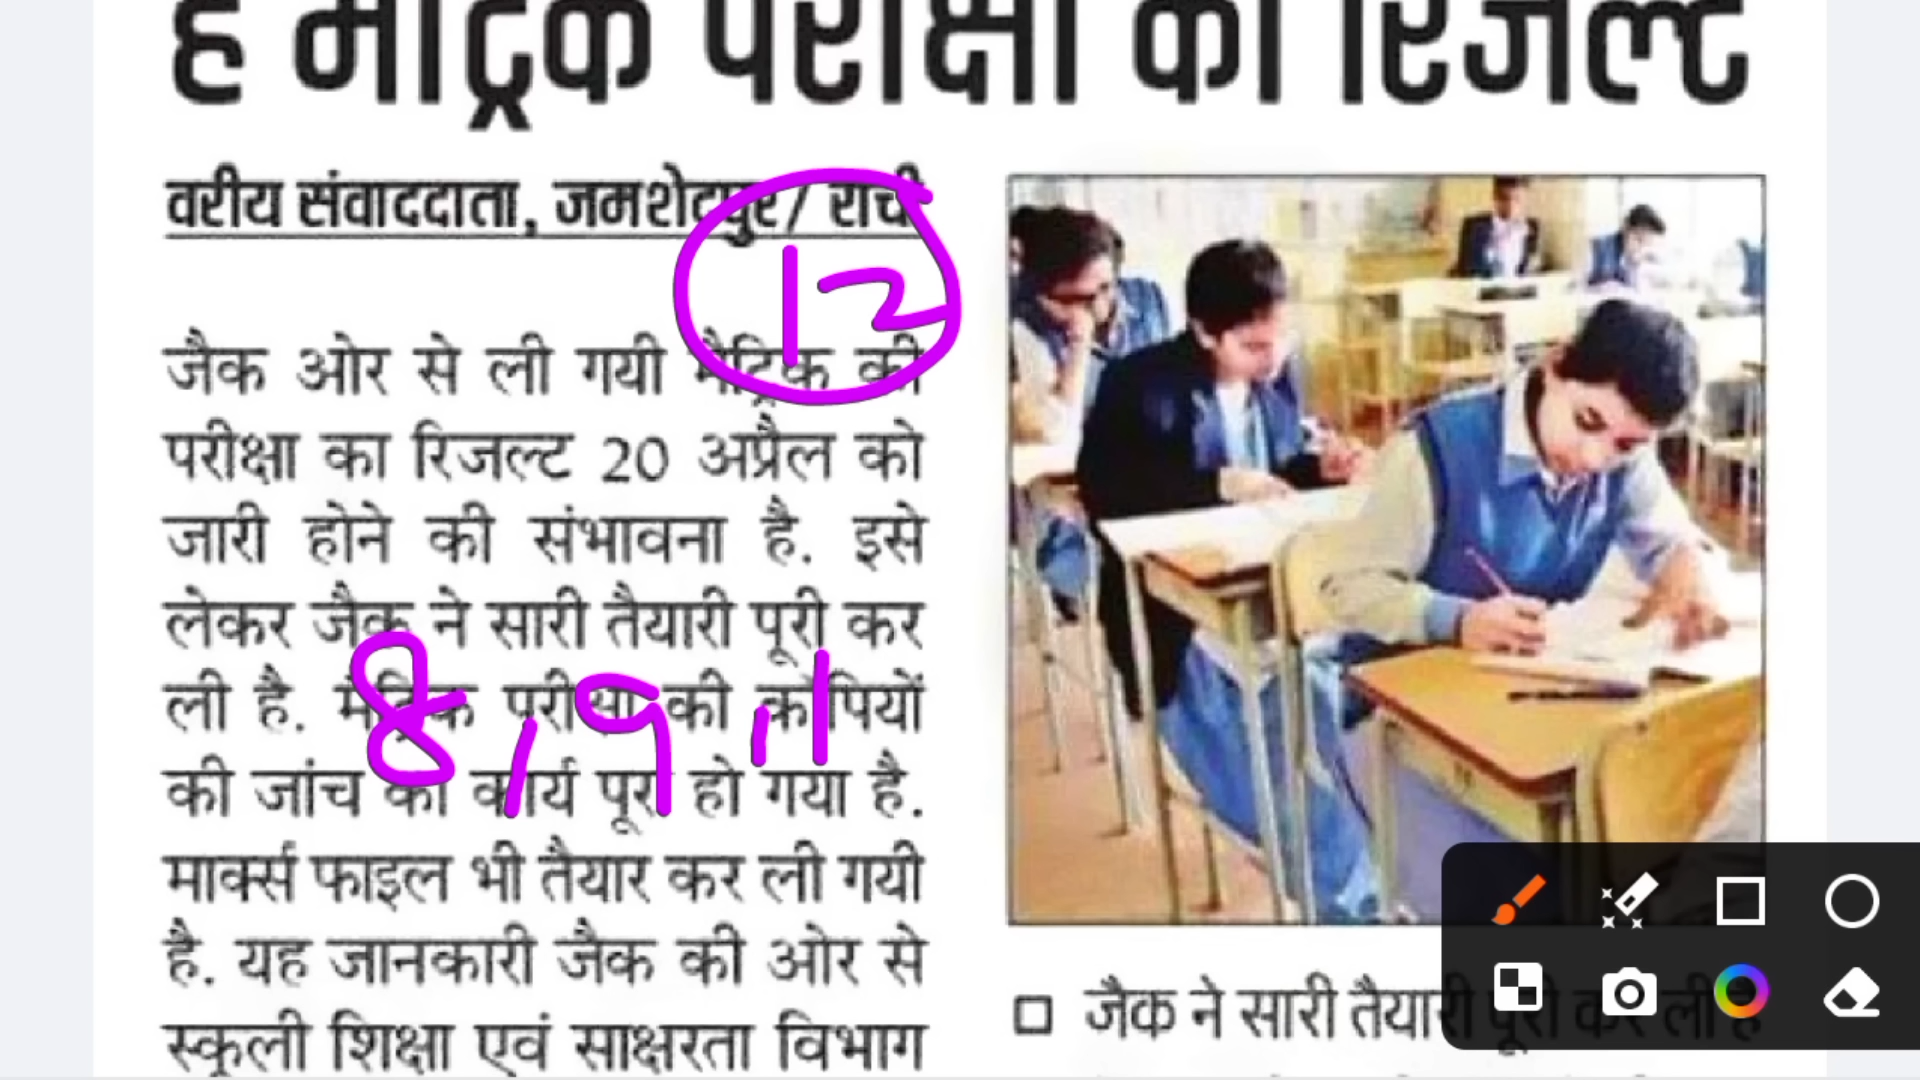 है मैट्रिक परीक्षा का रिजल्ट
वरीय संवाददाता, जमशेदपुर/ रांची
12
जैक ओर से ली गयी मैट्रिक की
परीक्षा का रिजल्ट 20 अप्रैल को
जारी होने की संभावना है. इसे
लेकर जैक ने सारी तैयारी पूरी कर
ली है. मैट्रिक परीक्षा की कॉपियों
8, 9, 1
की जांच का कार्य पूरा हो गया है.
मार्क्स फाइल भी तैयार कर ली गयी
है. यह जानकारी जैक की ओर से
स्कूली शिक्षा एवं साक्षरता विभाग
जैक ने सारी तैयारी पूरी कर ली है